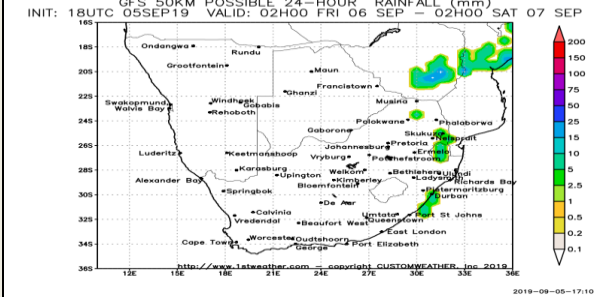 GFS 50KM POSSIBLE 24-HOUR RAINFALL (mm)
INIT: 18UTC 05SEP19 VALID: 02H00 FRI 06 SEP - 02H00 SAT 07 SEP
16S
Ondangwa
Rundu
200
18S
150
Grootfontein
Maun
100
20S
Francistown
75
Ghanzi
Musina
22S
50
Swakopmund
Windhoek
Gobabis
Walvis Bay
Rehoboth
Polokwane
Phalaborwa
25
24S
Gaborone
Skukuza
Nelspruit
15
Pretoria
26S
Johannesburg
Ermelo
10
Luderitz
Keetmanshoop
Vryburg
Potchefstroom
5
28S
Karasburg
Welkom
Bethlehem
Ulundi
Alexander Bay
Upington
Kimberley
Ladysmith
Richards Bay
2.5
Bloemfontein
Pietermaritzburg
30S
Springbok
Durban
1
De Aar
Calvinia
Umtata
Port St Johns
0.5
32S
Vredendal
Beaufort West
Queenstown
0.2
East London
Worcester
Oudtshoorn
34S
Cape Town
George
Port Elizabeth
0.1
http://www.1seweather.com - copyright CUSTOMWEATHER, Inc 2019
36S
12E 15E 18E 21E 24E 27E 30E 33E 36E
2019-09-05-17:10